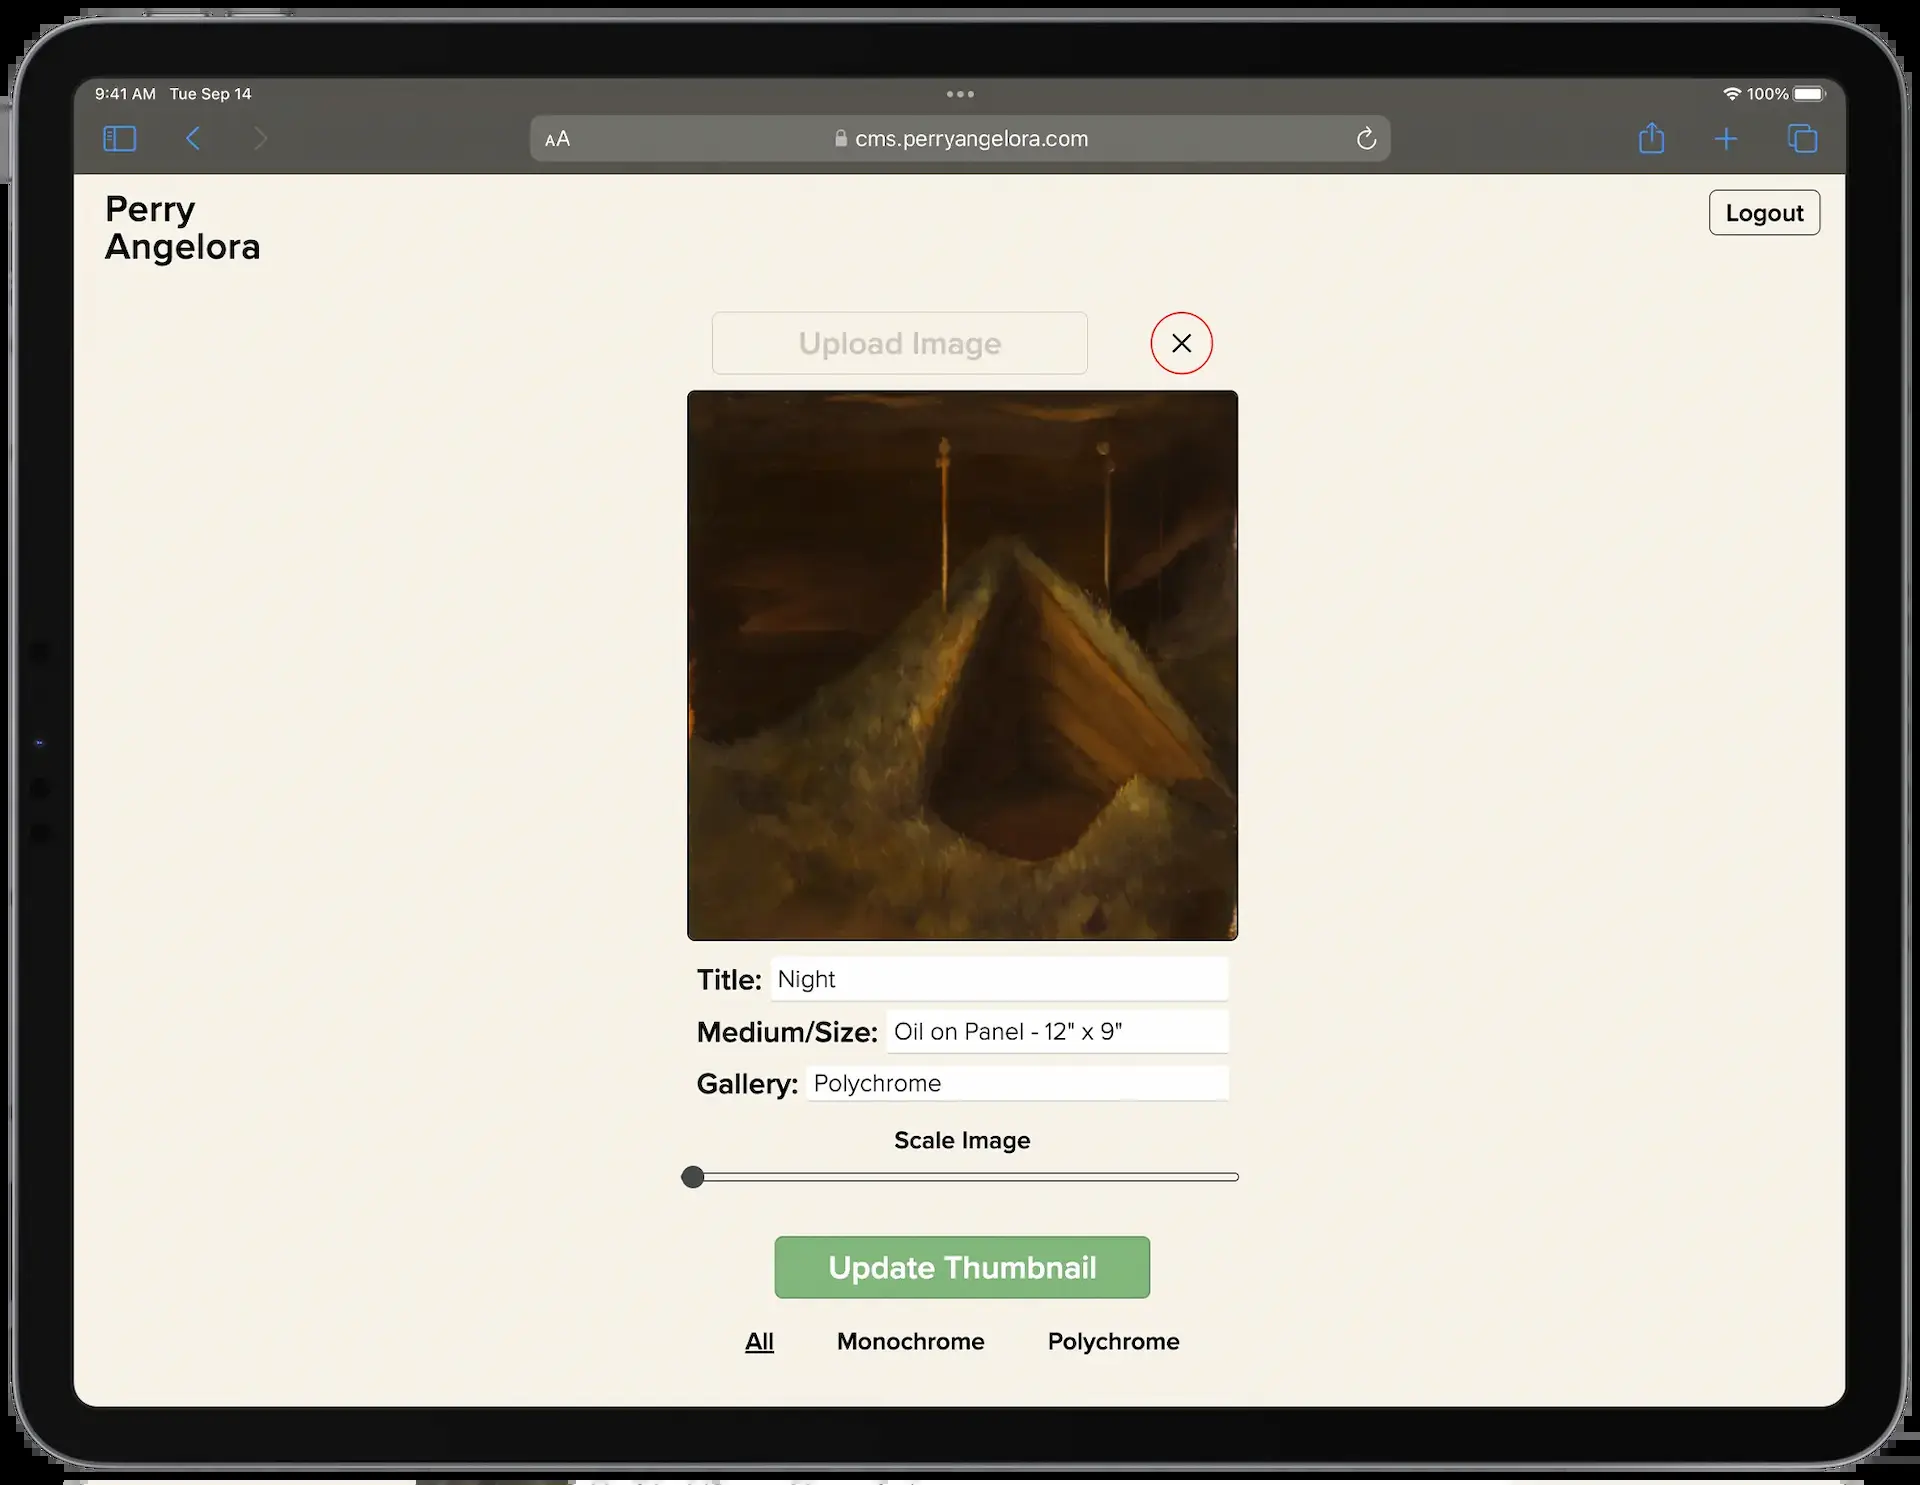 9:41 AM Tue Sep 14
100%
AA
cms.perryangelora.com
Perry
Angelora
Logout
Upload Image
Title: Night
Medium/Size: Oil on Panel - 12" x 9"
Gallery: Polychrome
Scale Image
Update Thumbnail
All Monochrome Polychrome